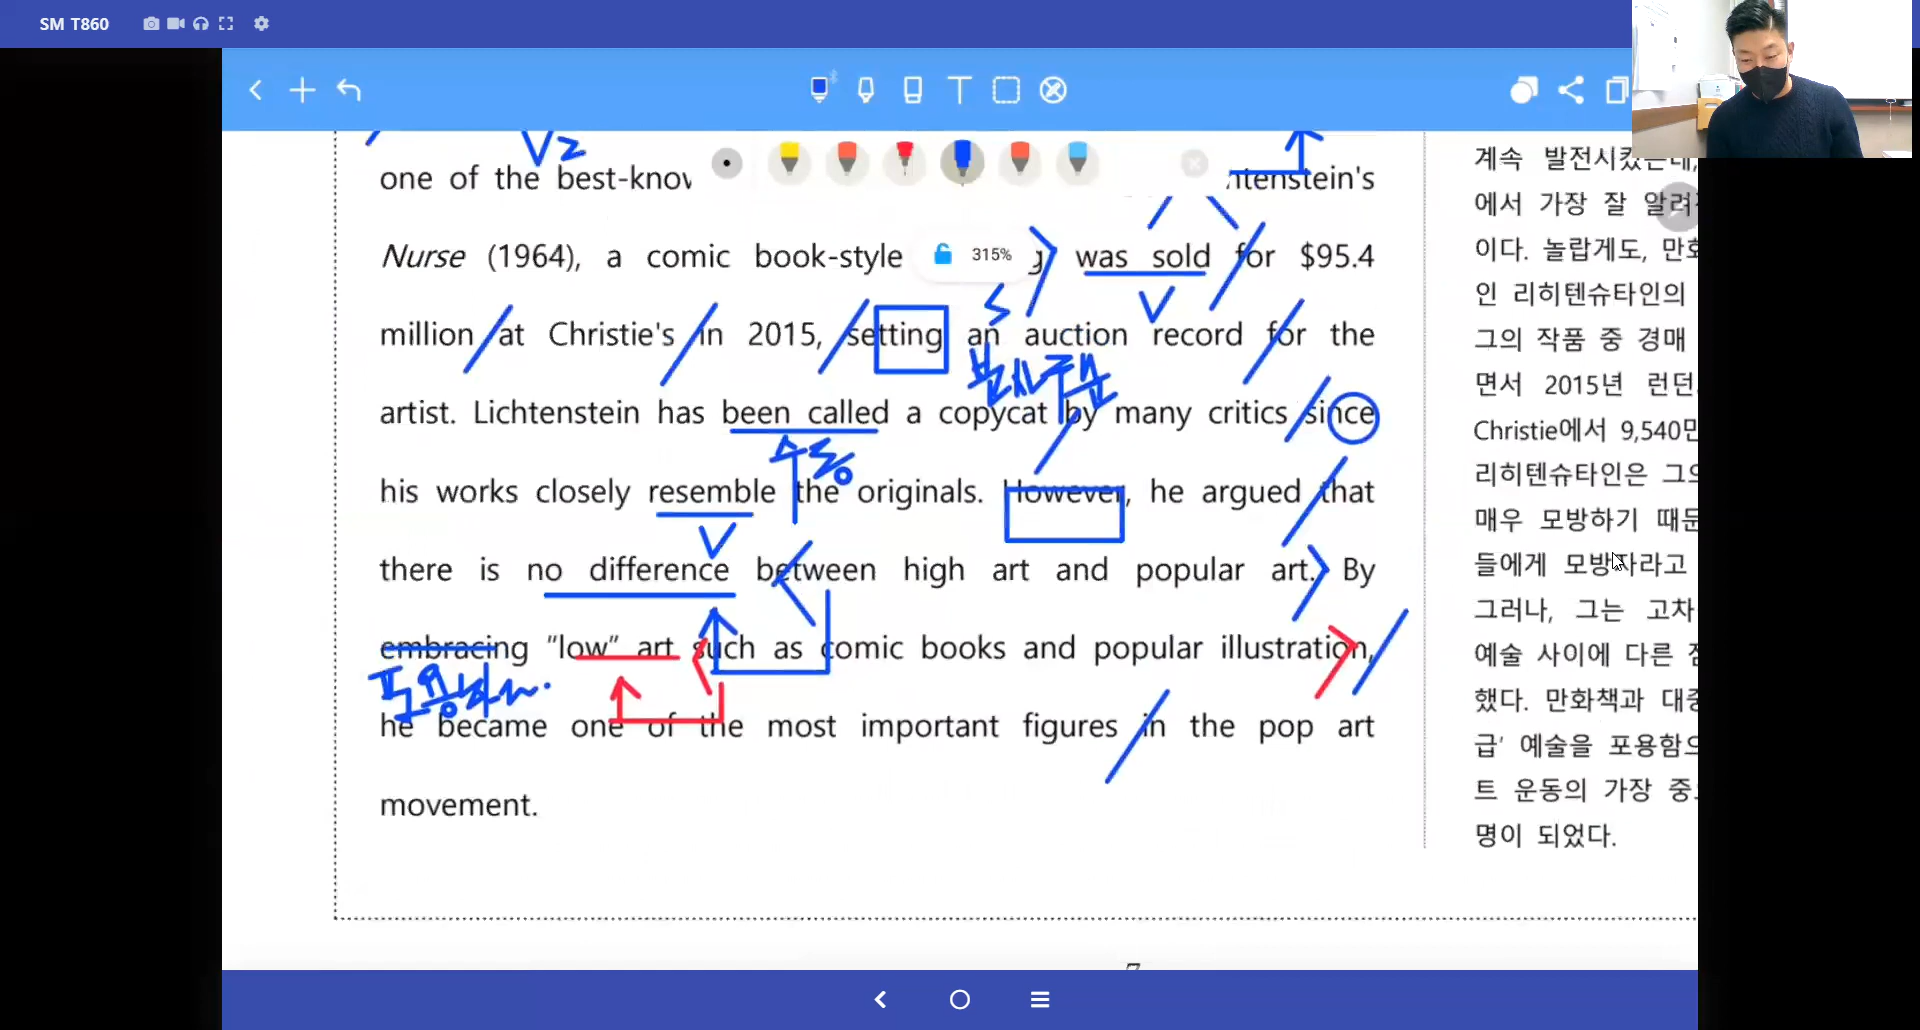 SM T860
one of the best-know
ntenstein's
Nurse (1964), a comic book-style
315%
g was sold for $95.4
million at Christie's in 2015, setting an auction record for the
S
V
V2
분사구문
artist. Lichtenstein has been called a copycat by many critics since
수동
his works closely resemble the originals. However, he argued that
V
there is no difference between high art and popular art. By
embracing "low" art such as comic books and popular illustration,
he became one of the most important figures in the pop art
movement.
계속 발전시켰는데,
에서 가장 잘 알려
이다. 놀랍게도, 만화
인 리히텐슈타인의
그의 작품 중 경매
면서 2015년 런던
Christie에서 9,540만
리히텐슈타인은 그의
매우 모방하기 때문
들에게 모방자라고
그러나, 그는 고차
예술 사이에 다른 점
했다. 만화책과 대중
급' 예술을 포용함으
트 운동의 가장 중
명이 되었다.